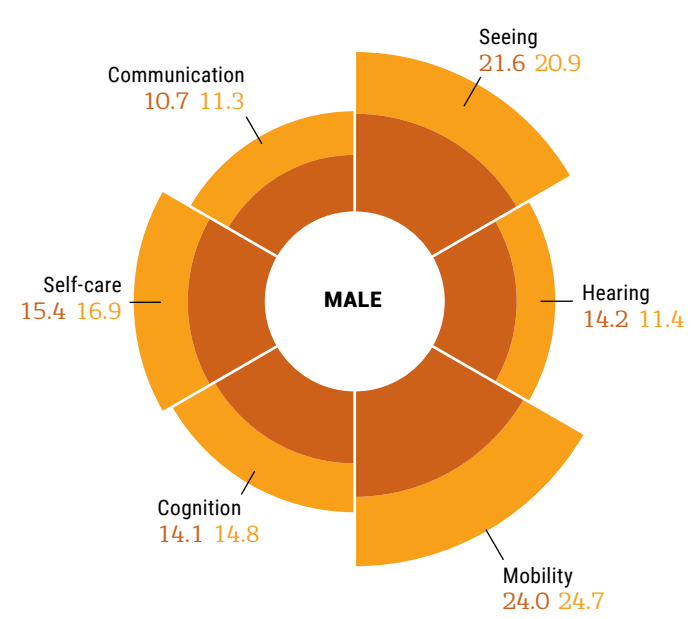 Seeing
21.6 20.9
Communication
10.7 11.3
Self-care
15.4 16.9
MALE
Hearing
14.2 11.4
Cognition
14.1 14.8
Mobility
24.0 24.7